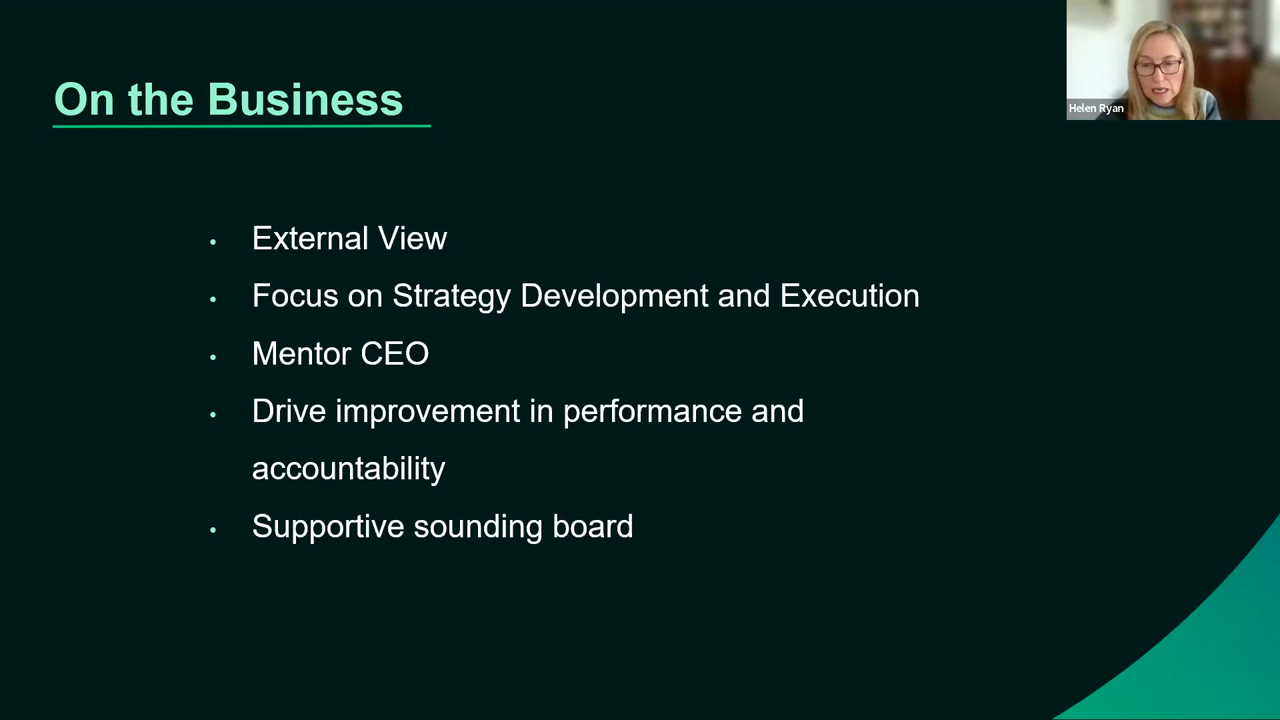 On the Business
Helen Ryan
• External View
• Focus on Strategy Development and Execution
• Mentor CEO
• Drive improvement in performance and
accountability
• Supportive sounding board